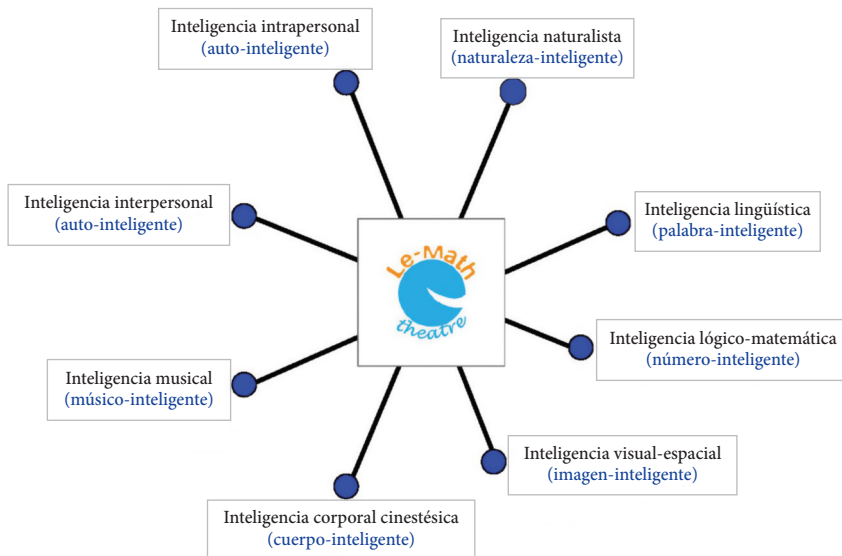 Inteligencia intrapersonal
(auto-inteligente)
Inteligencia naturalista
(naturaleza-inteligente)
Inteligencia interpersonal
(auto-inteligente)
Inteligencia lingüística
(palabra-inteligente)
Le-Math
theatre
Inteligencia lógico-matemática
(número-inteligente)
Inteligencia musical
(músico-inteligente)
Inteligencia visual-espacial
(imagen-inteligente)
Inteligencia corporal cinestésica
(cuerpo-inteligente)